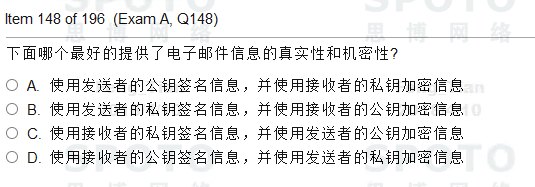 Item 148 of 196 (Exam A, Q148)
下面哪个最好的提供了电子邮件信息的真实性和机密性?
A. 使用发送者的公钥签名信息，并使用接收者的私钥加密信息
B. 使用发送者的私钥签名信息，并使用接收者的公钥加密信息
C. 使用接收者的私钥签名信息，并使用发送者的公钥加密信息
D. 使用接收者的公钥签名信息，并使用发送者的私钥加密信息